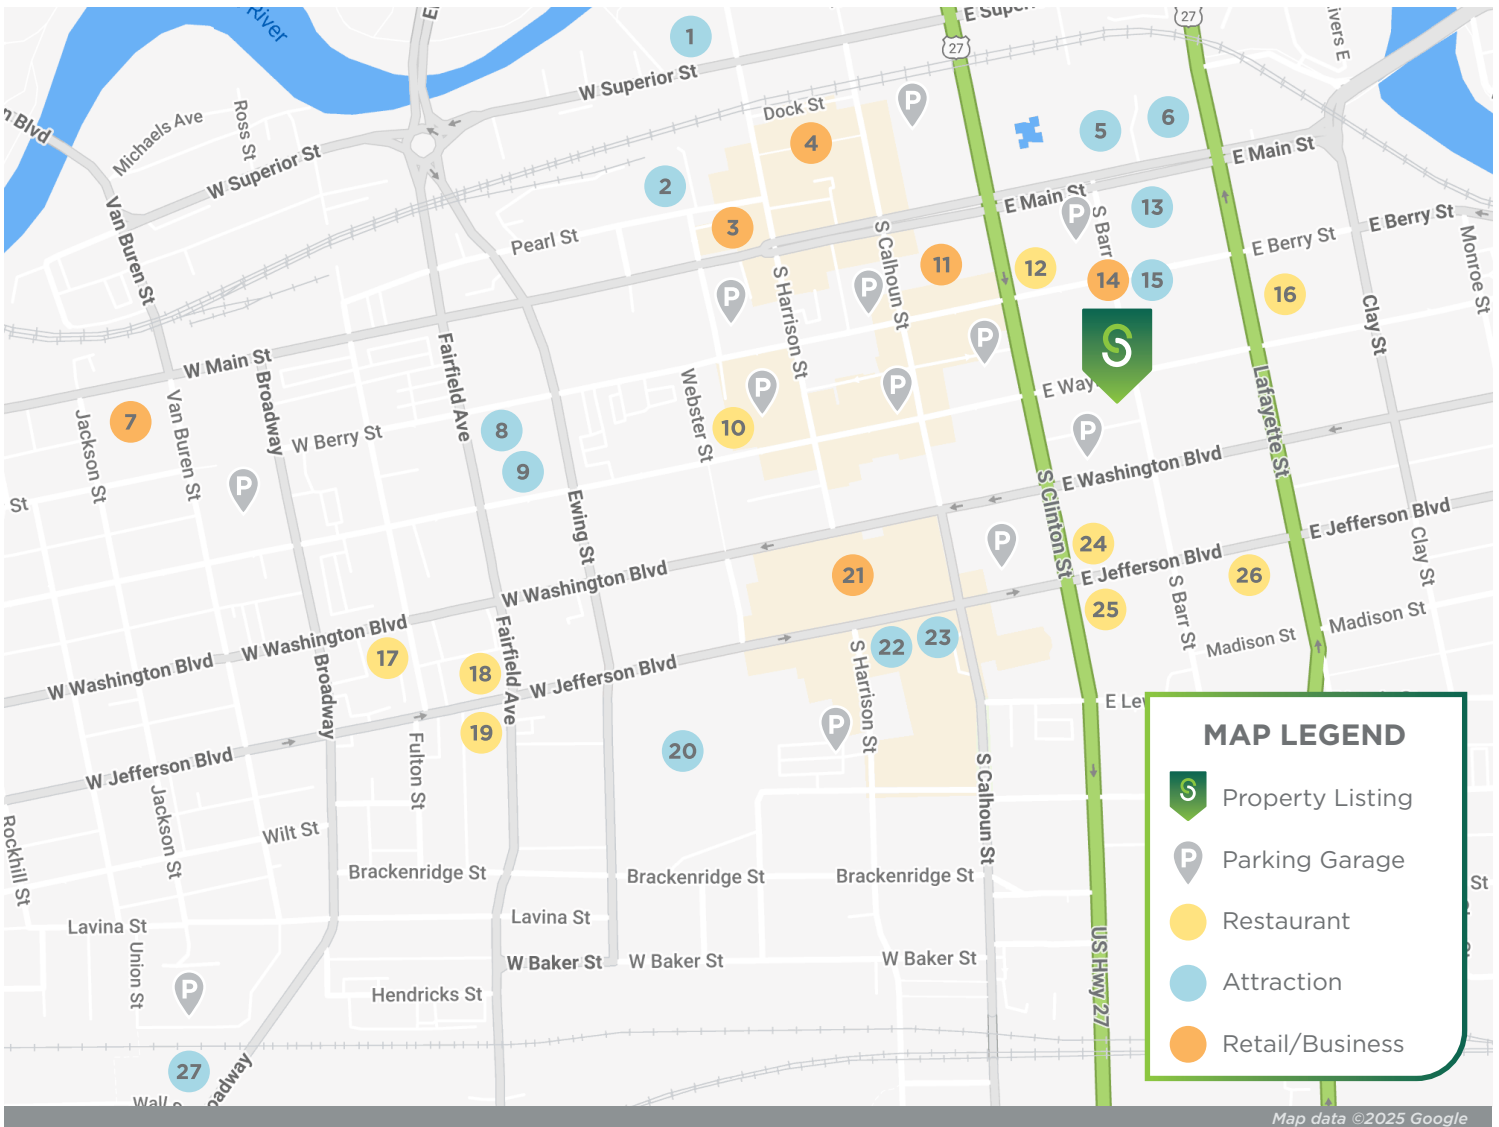 River
1
27
E Super
27
W Superior St
Rivers E
Michaels Ave
Ross St
Dock St
P
4
5
6
n Blvd
W Superior St
2
E Main St
E Main St
Van Buren St
Pearl St
3
S Calhoun St
P
S Barr
13
E Berry St
E Berry St
Monroe St
S Harrison St
11
12
14
15
16
P
P
P
Clay St
W Main St
Broadway
Fairfield Ave
Webster St
P
P
E Way
Lafayette St
Jackson St
Van Buren St
7
W Berry St
8
10
P
9
St
P
Ewing St
S Clinton St
E Washington Blvd
E Jefferson Blvd
Clay St
P
24
E Jefferson Blvd
W Washington Blvd
21
26
S Barr St
25
Madison St
Madison St
W Washington Blvd
W Washington Blvd
17
18
Fairfield Ave
Broadway
W Jefferson Blvd
S Harrison St
22
23
E Lew
19
P
20
Fulton St
W Jefferson Blvd
Jackson St
Rockhill St
Wilt St
S Calhoun St
Brackenridge St
Brackenridge St
Brackenridge St
St
Lavina St
Lavina St
Union St
W Baker St
W Baker St
W Baker St
US Hwy 27
P
Hendricks St
27
Wall
oadway
MAP LEGEND
Property Listing
P
Parking Garage
Restaurant
Attraction
Retail/Business
Map data ©2025 Google